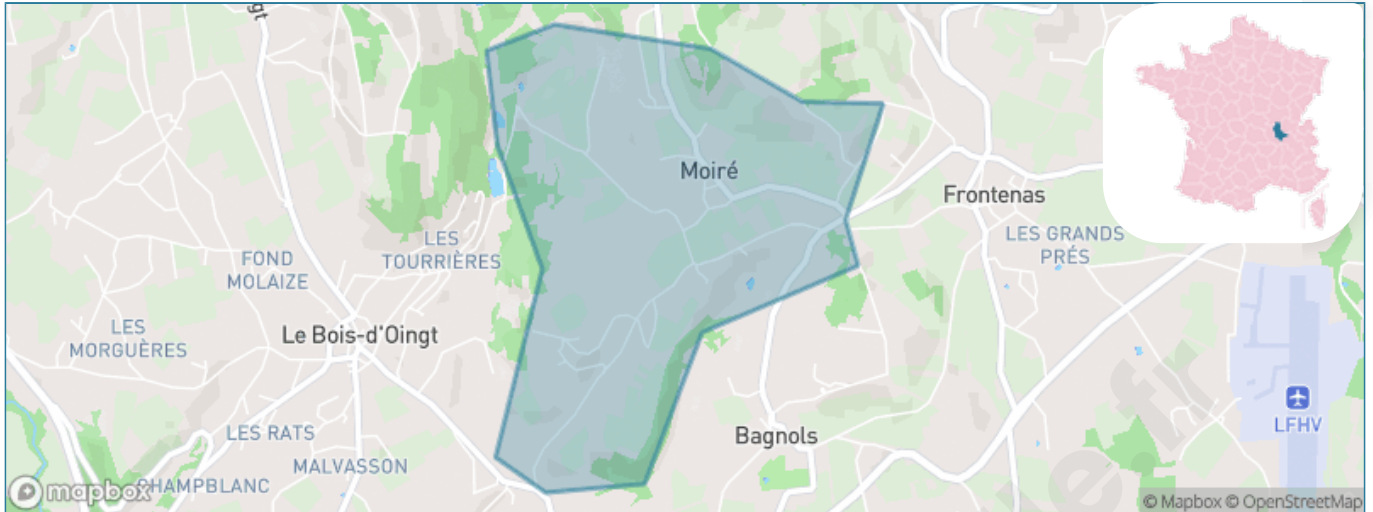 Moiré
Frontenas
LES GRANDS
PRÉS
LES
TOURRIÈRES
FOND
MOLAIZE
LES
MORGUÈRES
Le Bois-d'Oingt
LFHV
LES RATS
Bagnols
MALVASSON
PHAMPBLANC
mapbox
© Mapbox © OpenStreetMap